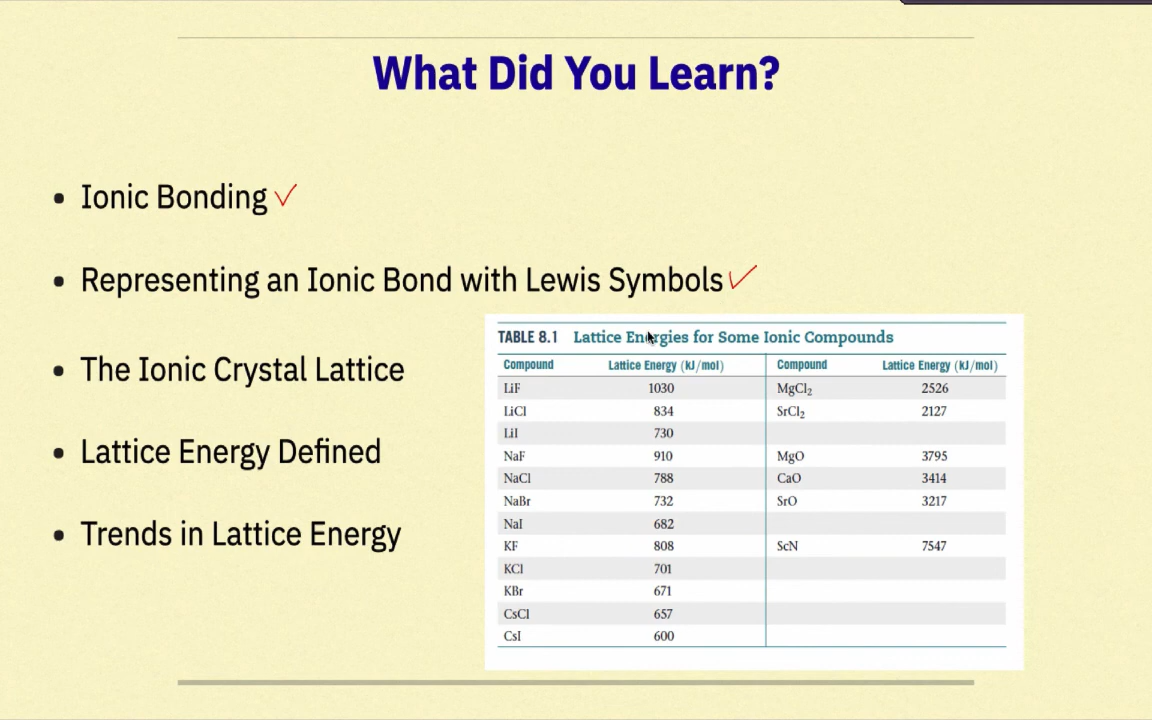 What Did You Learn?
• Ionic Bonding ✓
• Representing an Ionic Bond with Lewis Symbols ✓
• The Ionic Crystal Lattice
• Lattice Energy Defined
• Trends in Lattice Energy
TABLE 8.1 Lattice Energies for Some Ionic Compounds
Compound Lattice Energy (kJ/mol) Compound Lattice Energy (kJ/mol)
LiF 1030 MgCl₂ 2526
LiCl 834 SrCl₂ 2127
LiI 730
NaF 910 MgO 3795
NaCl 788 CaO 3414
NaBr 732 SrO 3217
NaI 682
KF 808 ScN 7547
KCl 701
KBr 671
CsCl 657
CsI 600